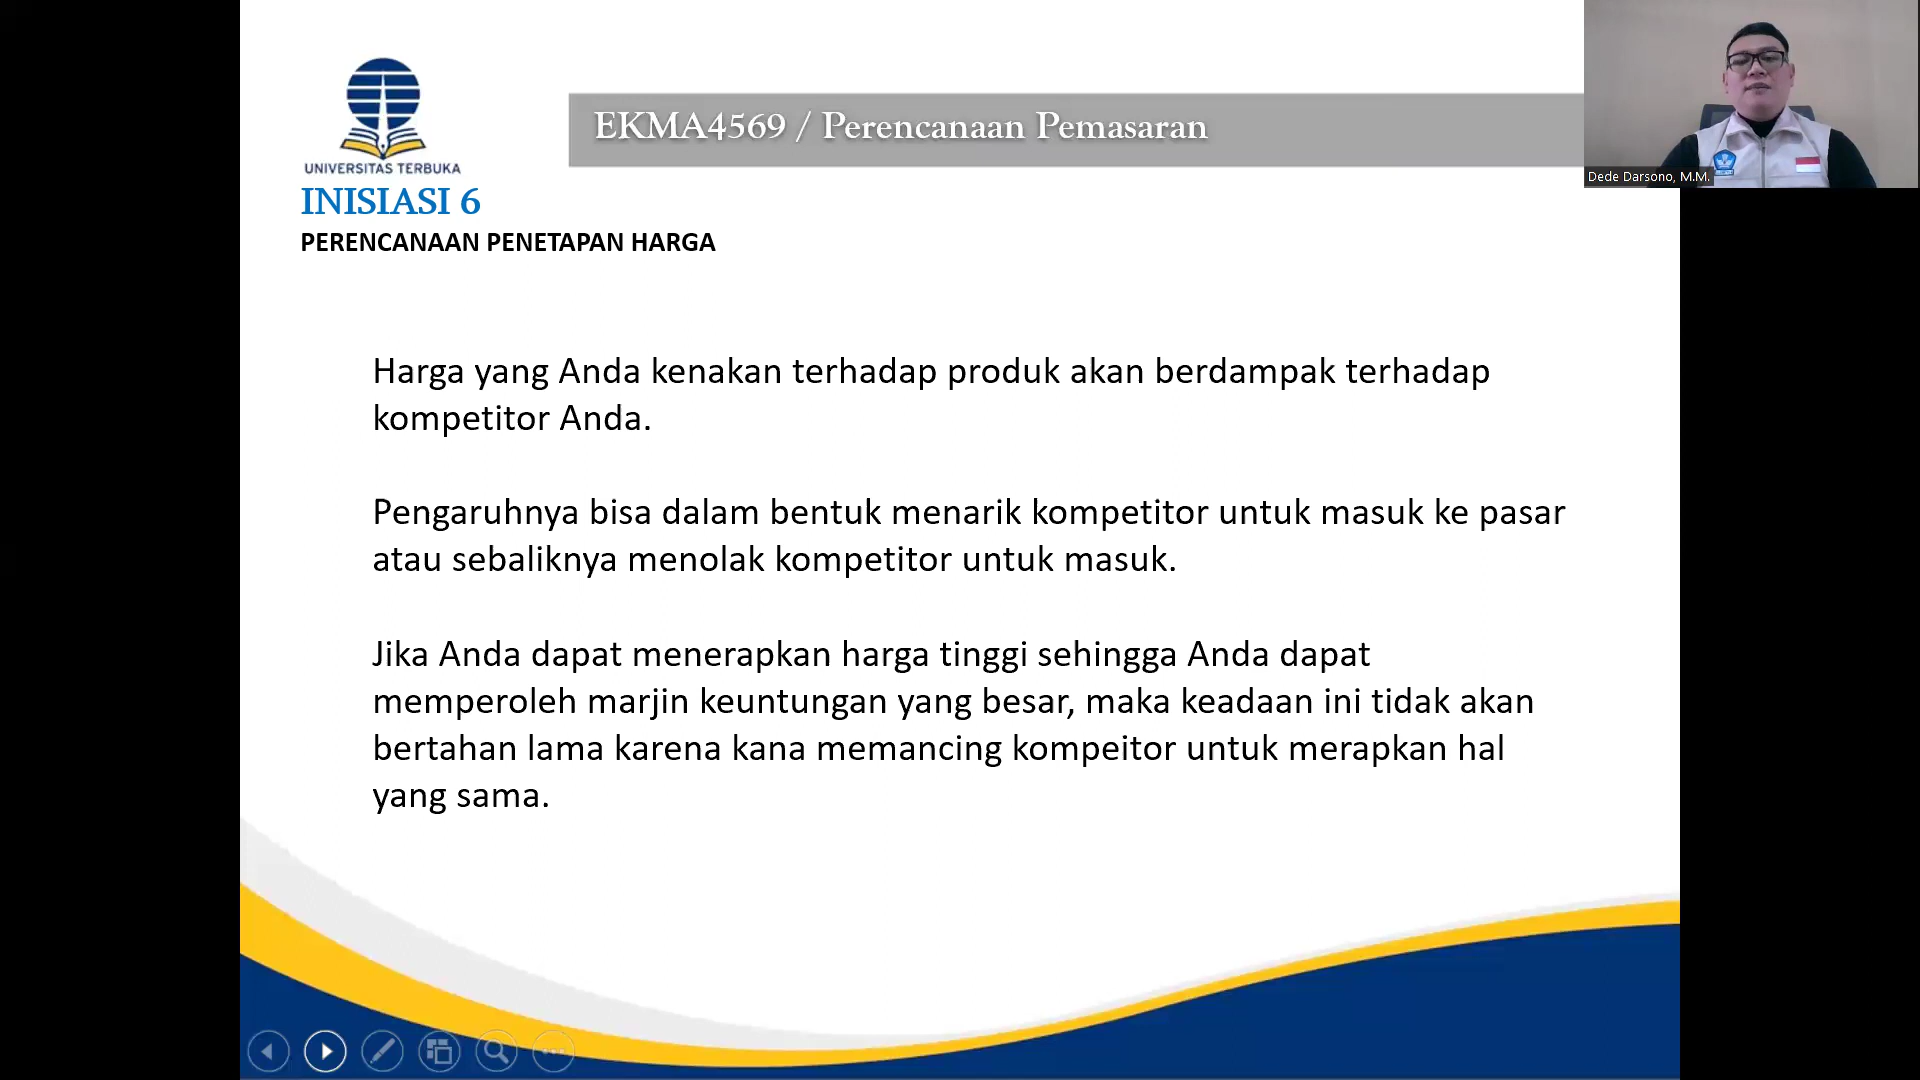 UNIVERSITAS TERBUKA
EKMA4569 / Perencanaan Pemasaran
Dede Darsono, M.M.
INISIASI 6
PERENCANAAN PENETAPAN HARGA
Harga yang Anda kenakan terhadap produk akan berdampak terhadap
kompetitor Anda.
Pengaruhnya bisa dalam bentuk menarik kompetitor untuk masuk ke pasar
atau sebaliknya menolak kompetitor untuk masuk.
Jika Anda dapat menerapkan harga tinggi sehingga Anda dapat
memperoleh marjin keuntungan yang besar, maka keadaan ini tidak akan
bertahan lama karena kana memancing kompeitor untuk merapkan hal
yang sama.